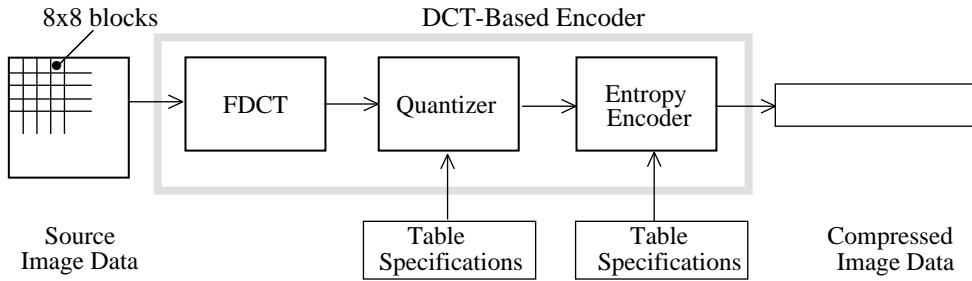 8x8 blocks
DCT-Based Encoder
FDCT
Quantizer
Entropy
Encoder
Source
Image Data
Table
Specifications
Table
Specifications
Compressed
Image Data